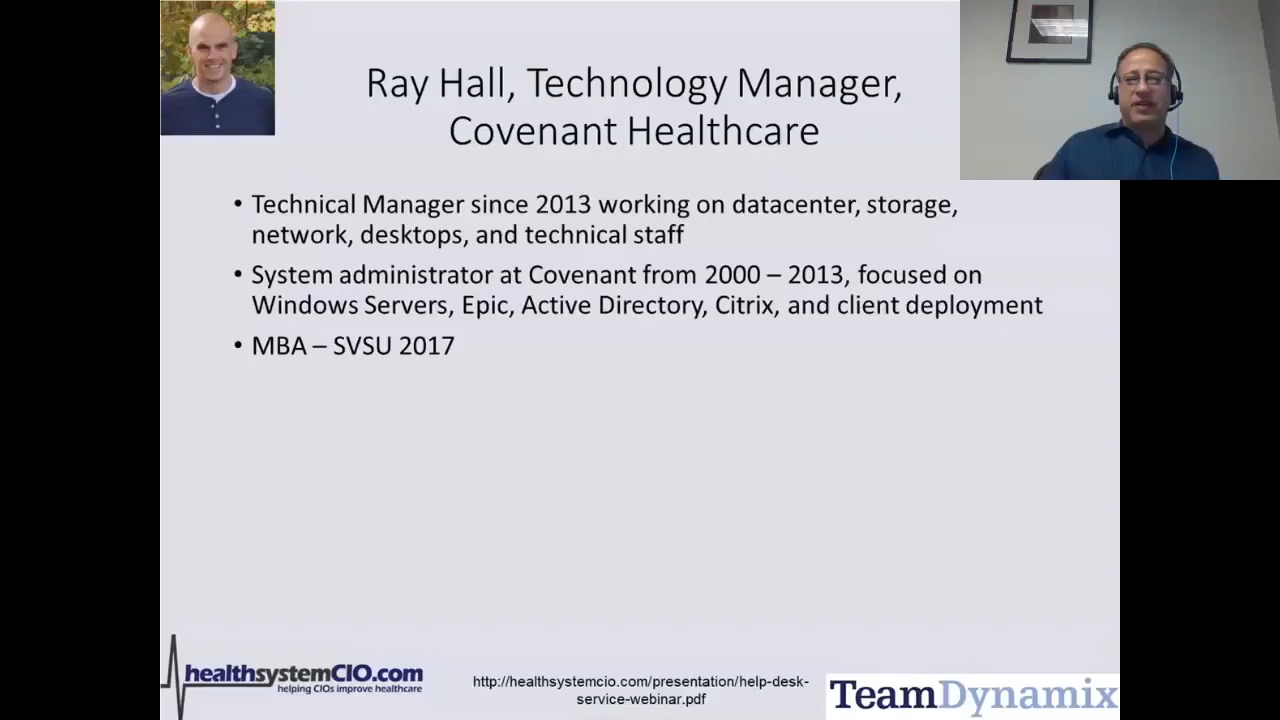 Ray Hall, Technology Manager,
Covenant Healthcare
• Technical Manager since 2013 working on datacenter, storage,
network, desktops, and technical staff
• System administrator at Covenant from 2000 – 2013, focused on
Windows Servers, Epic, Active Directory, Citrix, and client deployment
• MBA – SVSU 2017
healthsystemCIO.com
helping CIOs improve healthcare
http://healthsystemcio.com/presentation/help-desk-
service-webinar.pdf
TeamDynamix